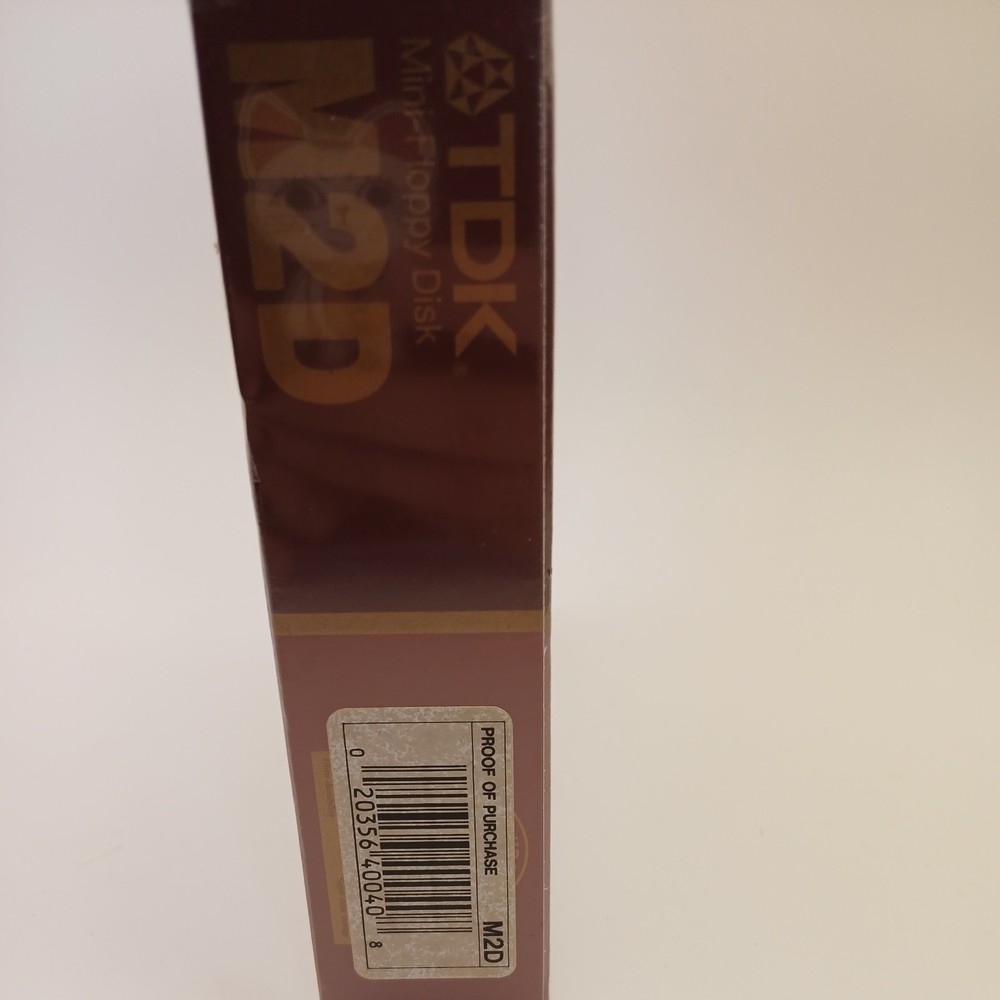 TDK
Mini-Floppy Disk
M2D
PROOF OF PURCHASE M2D
0 20356 40040 8